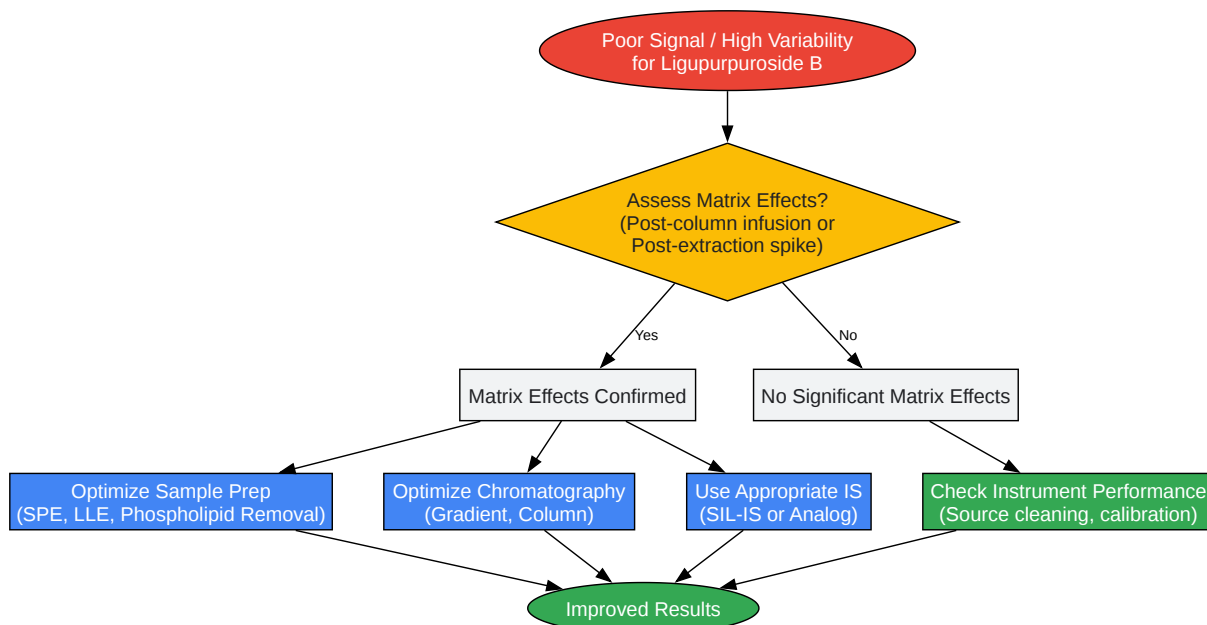 Poor Signal / High Variability
for Ligupurpuroside B
Assess Matrix Effects?
(Post-column infusion or
Post-extraction spike)
Yes
No
Matrix Effects Confirmed
No Significant Matrix Effects
Optimize Sample Prep
(SPE, LLE, Phospholipid Removal)
Optimize Chromatography
(Gradient, Column)
Use Appropriate IS
(SIL-IS or Analog)
Check Instrument Performance
(Source cleaning, calibration)
Improved Results